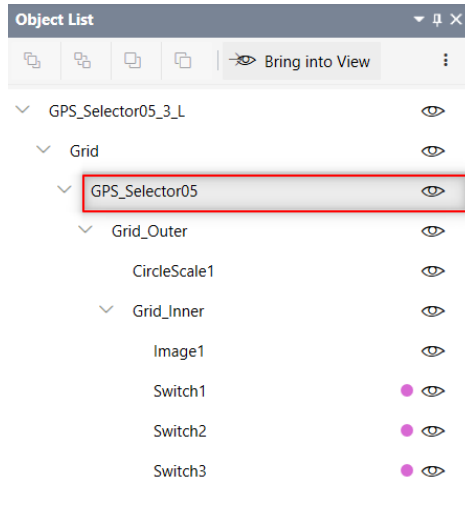 Object List
Bring into View
GPS_Selector05_3_L
Grid
GPS_Selector05
Grid_Outer
CircleScale1
Grid_Inner
Image1
Switch1
Switch2
Switch3